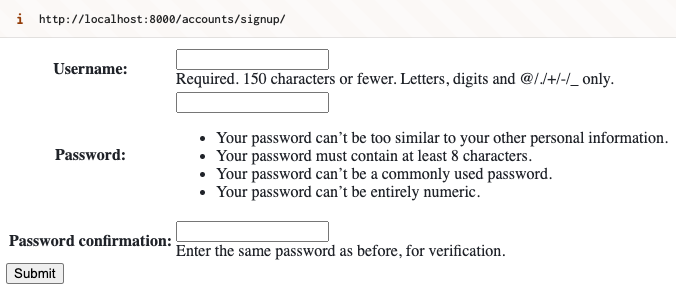 i http://localhost:8000/accounts/signup/
Username:
Required. 150 characters or fewer. Letters, digits and @/./+/-/_ only.
Password:
• Your password can’t be too similar to your other personal information.
• Your password must contain at least 8 characters.
• Your password can’t be a commonly used password.
• Your password can’t be entirely numeric.
Password confirmation:
Enter the same password as before, for verification.
Submit